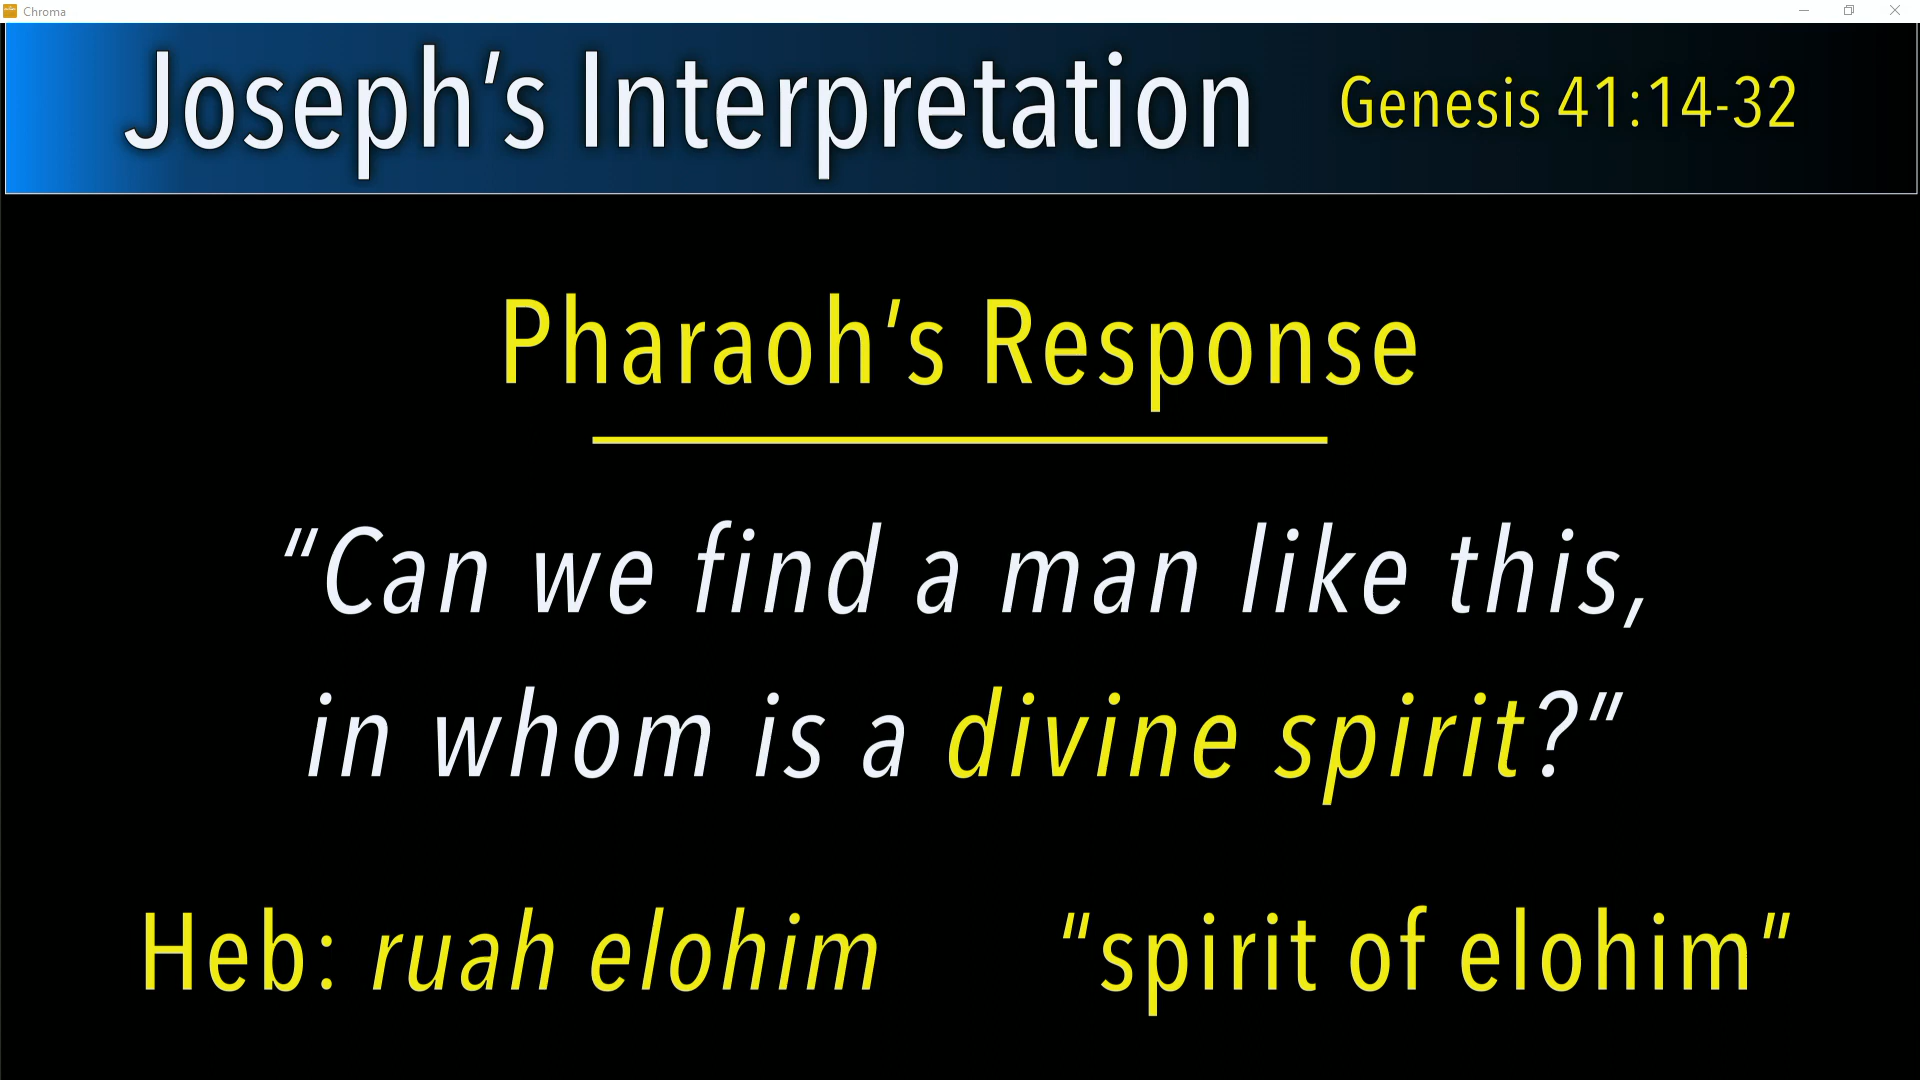 Chroma
Joseph's Interpretation Genesis 41:14-32
Pharaoh's Response
"Can we find a man like this,
in whom is a divine spirit?"
Heb: ruah elohim "spirit of elohim"